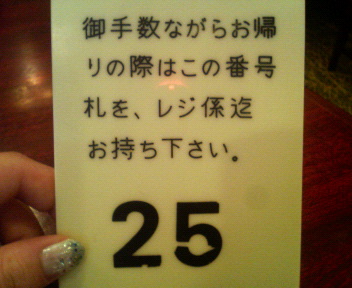 御手数ながらお帰
りの際はこの番号
札を、レジ係迄
お持ち下さい。
25